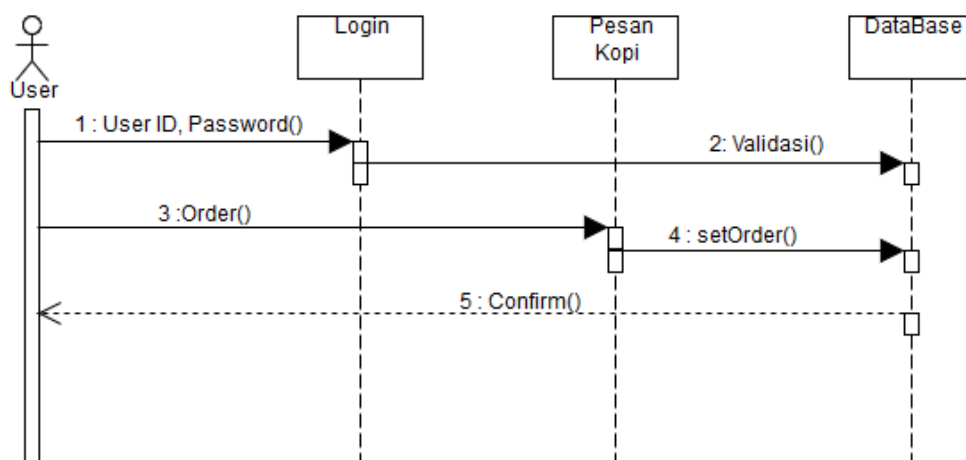 Login
Pesan
Kopi
DataBase
User
1 : User ID, Password()
2: Validasi()
3 :Order()
4 : setOrder()
5 : Confirm()